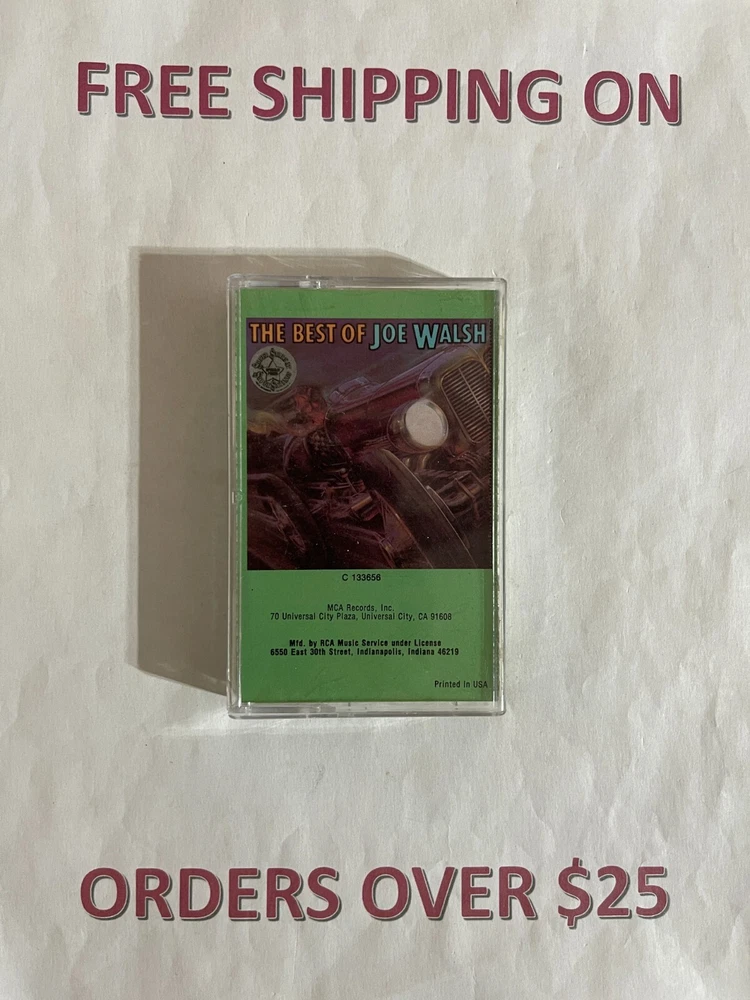 FREE SHIPPING ON
THE BEST OF JOE WALSH
C 133656
MCA Records, Inc.
70 Universal City Plaza, Universal City, CA 91608
Mfd. by RCA Music Service under License
6550 East 30th Street, Indianapolis, Indiana 46219
Printed in USA
ORDERS OVER $25